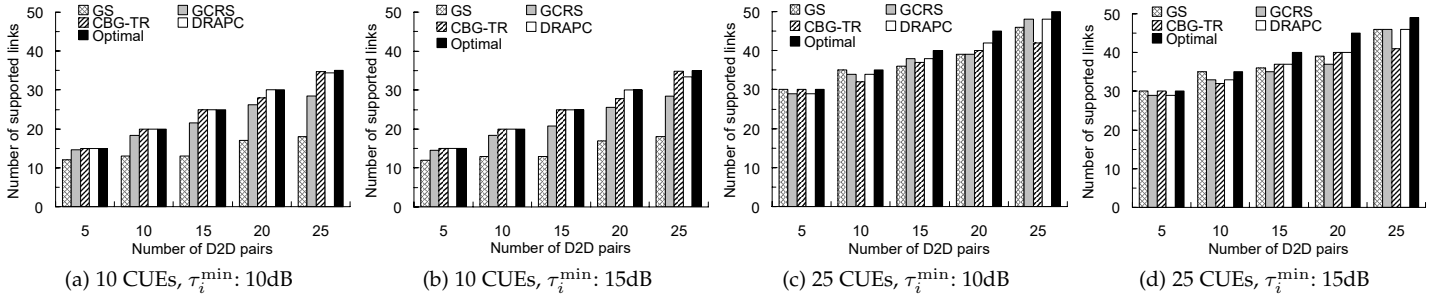 Number of supported links
50
40
30
20
10
0
GS
GCRS
CBG-TR
DRAPC
Optimal
5 10 15 20 25
Number of D2D pairs
(a) 10 CUEs, τ_i^min: 10dB
Number of supported links
50
40
30
20
10
0
GS
GCRS
CBG-TR
DRAPC
Optimal
5 10 15 20 25
Number of D2D pairs
(b) 10 CUEs, τ_i^min: 15dB
Number of supported links
50
40
30
20
10
0
GS
GCRS
CBG-TR
DRAPC
Optimal
5 10 15 20 25
Number of D2D pairs
(c) 25 CUEs, τ_i^min: 10dB
Number of supported links
50
40
30
20
10
0
GS
GCRS
CBG-TR
DRAPC
Optimal
5 10 15 20 25
Number of D2D pairs
(d) 25 CUEs, τ_i^min: 15dB